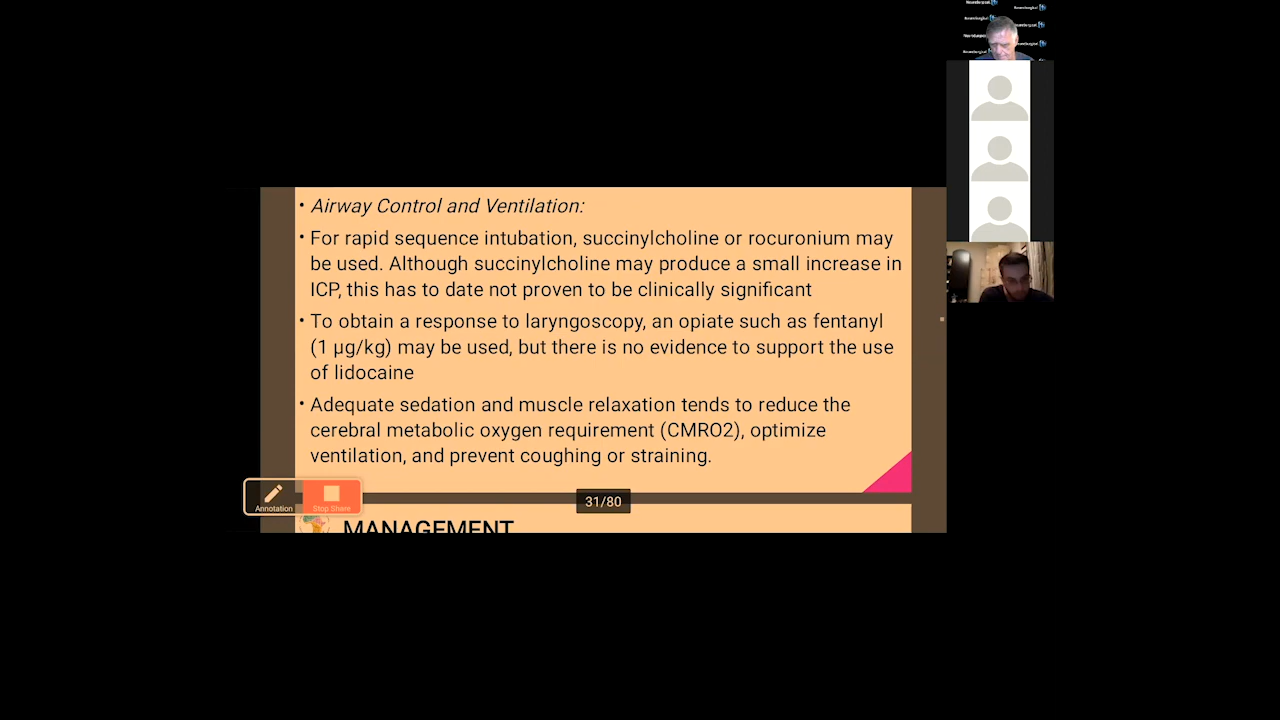 • Airway Control and Ventilation:
• For rapid sequence intubation, succinylcholine or rocuronium may
be used. Although succinylcholine may produce a small increase in
ICP, this has to date not proven to be clinically significant
• To obtain a response to laryngoscopy, an opiate such as fentanyl
(1 μg/kg) may be used, but there is no evidence to support the use
of lidocaine
• Adequate sedation and muscle relaxation tends to reduce the
cerebral metabolic oxygen requirement (CMRO2), optimize
ventilation, and prevent coughing or straining.
Annotation
Stop Share
31/80
MANAGEMENT